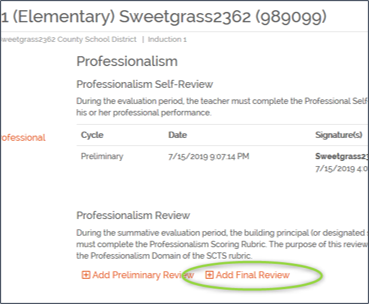 1 (Elementary) Sweetgrass2362 (989099)
Sweetgrass2362 County School District | Induction 1
Professionalism
Professionalism Self-Review
During the evaluation period, the teacher must complete the Professional Self
his or her professional performance.
rofessional
Cycle Date Signature(s)
Preliminary 7/15/2019 9:07:14 PM Sweetgrass23
7/15/2019 4:0
Professionalism Review
During the summative evaluation period, the building principal (or designated s
must complete the Professionalism Scoring Rubric. The purpose of this review
the Professionalism Domain of the SCTS rubric.
Add Preliminary Review Add Final Review